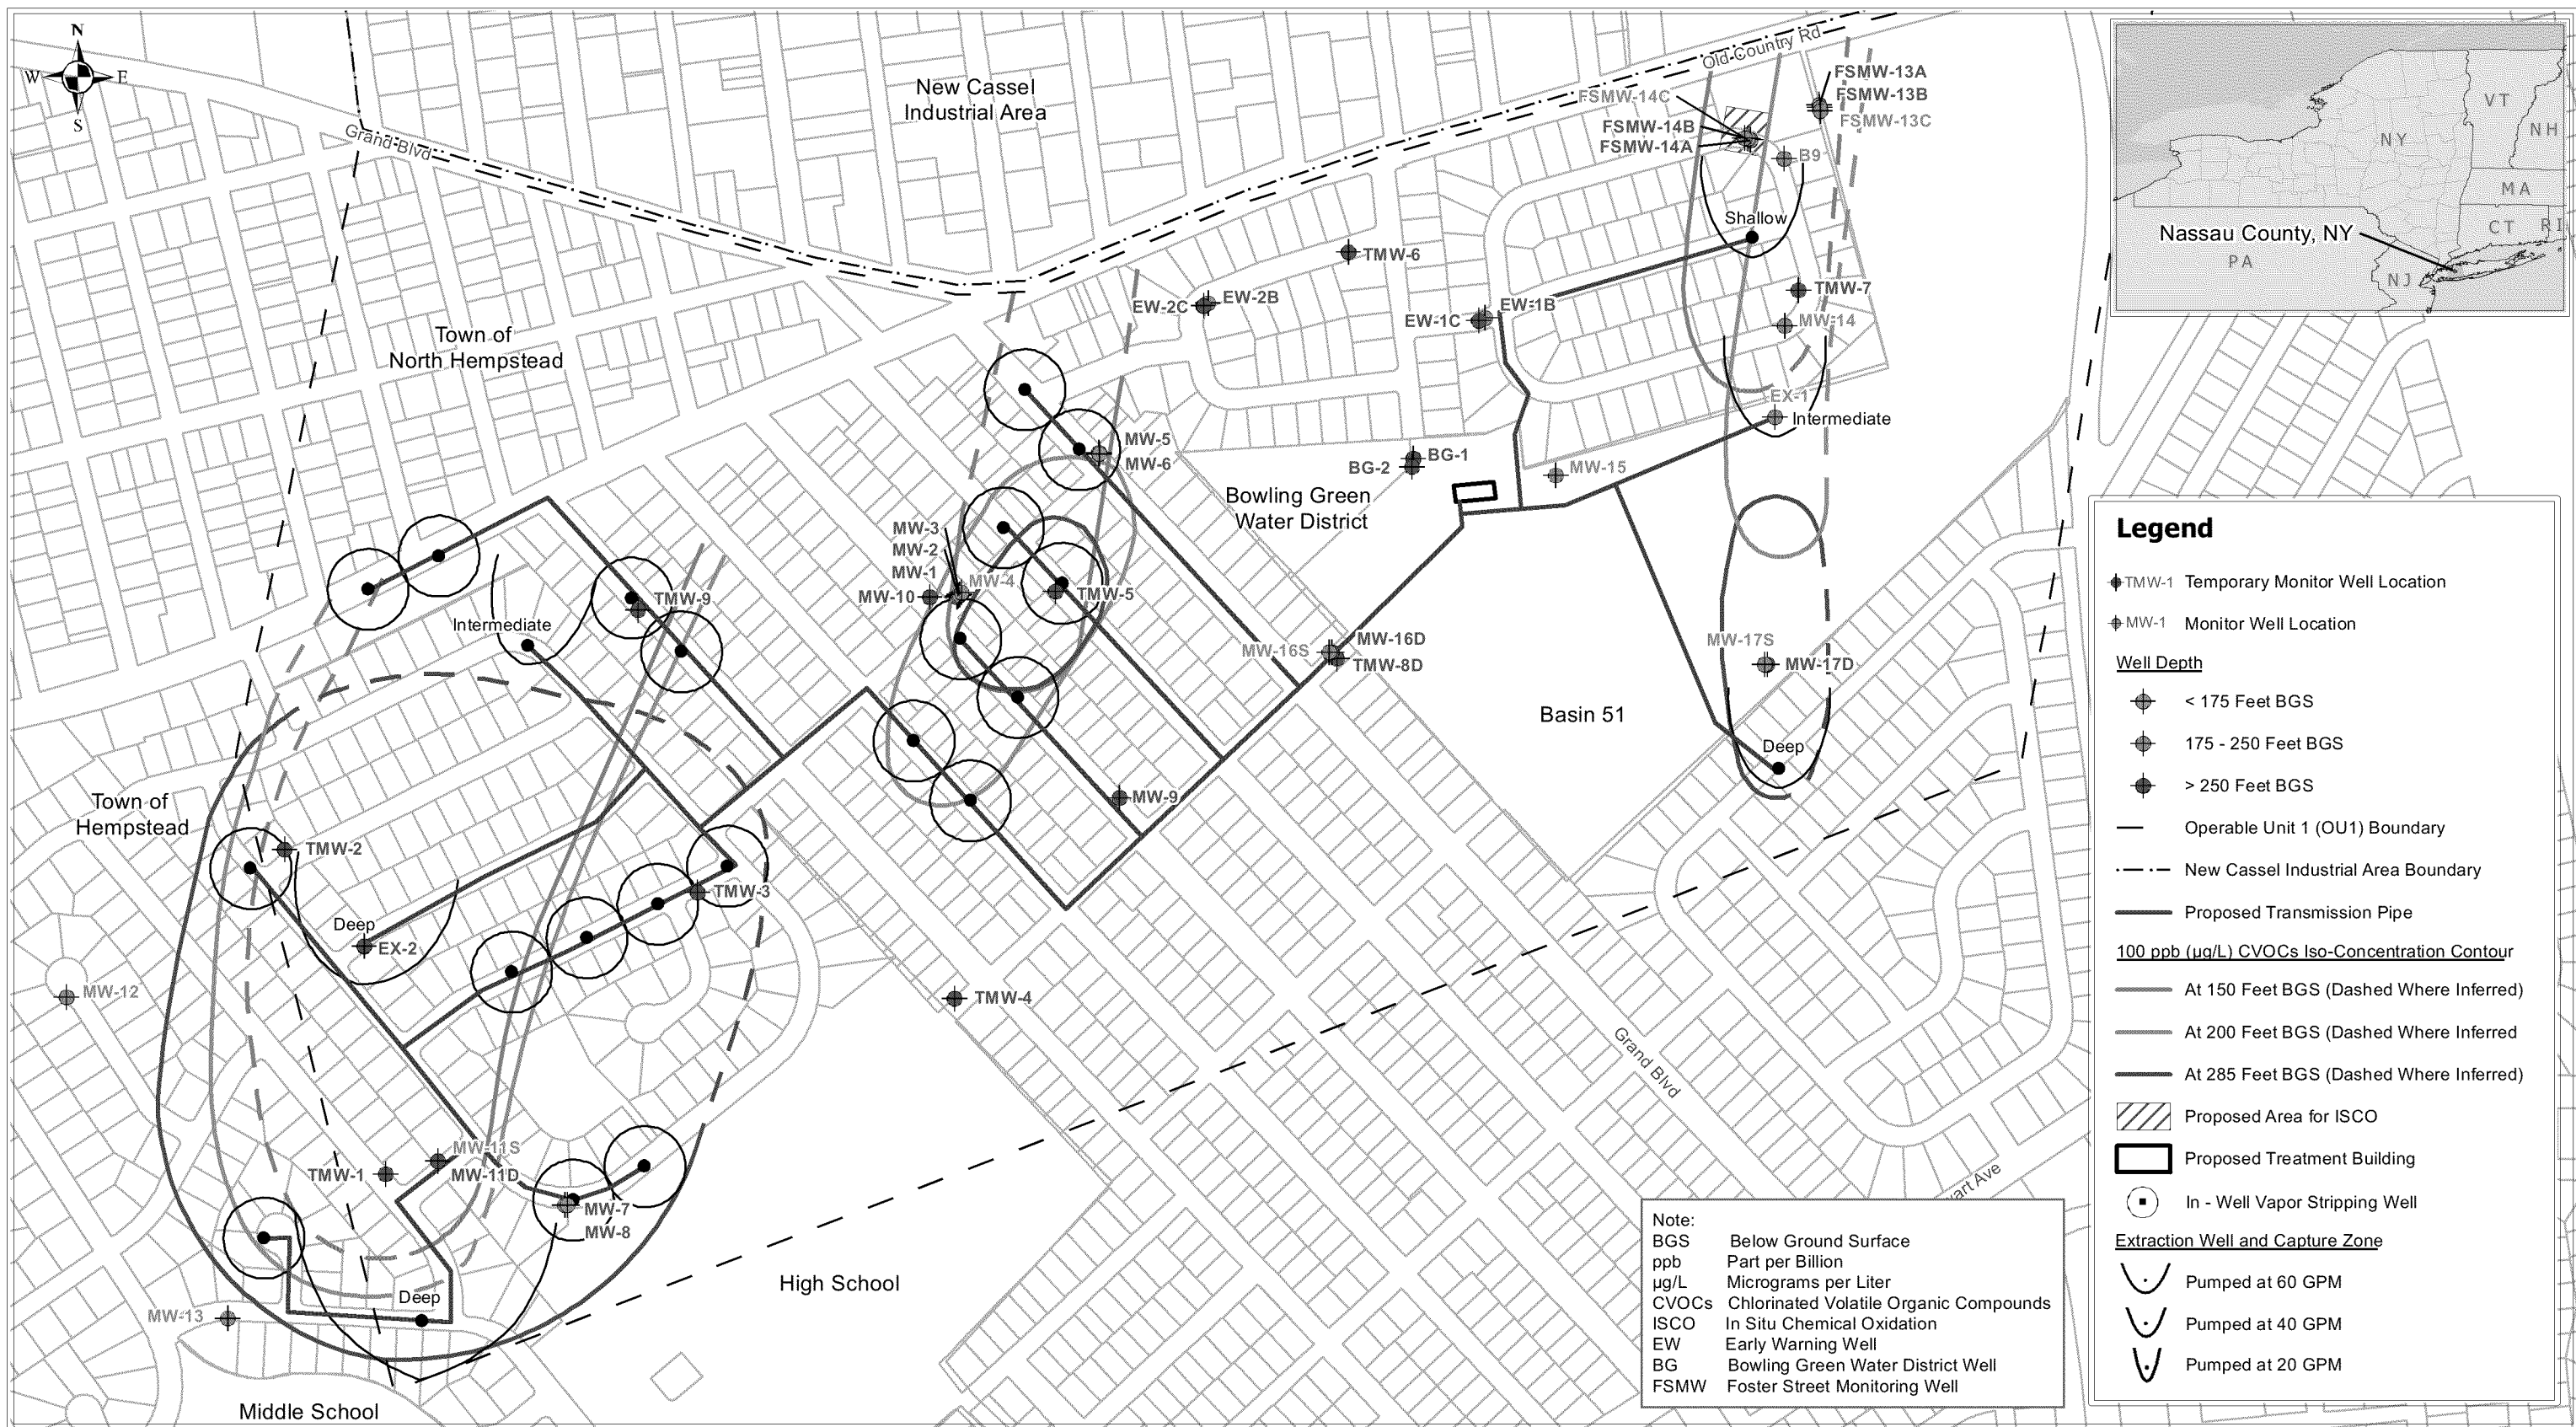 N
W
E
S
New Cassel
Industrial Area
Old Country Rd
Grand Blvd
FSMW-13A
FSMW-13B
FSMW-13C
FSMW-14C
FSMW-14B
FSMW-14A
B9
Shallow
TMW-6
EW-2C
EW-2B
EW-1C
EW-1B
TMW-7
MW-14
Town of
North Hempstead
EX-1
Intermediate
MW-5
MW-6
BG-1
BG-2
MW-15
Bowling Green
Water District
MW-3
MW-2
MW-1
MW-4
MW-10
TMW-5
TMW-9
Intermediate
MW-16S
MW-16D
TMW-8D
MW-17S
MW-17D
Basin 51
Deep
Town of
Hempstead
MW-9
TMW-2
TMW-3
Deep
EX-2
MW-12
TMW-4
Grand Blvd
MW-11S
MW-11D
TMW-1
MW-7
MW-8
High School
Deep
MW-13
Middle School
art Ave
VT
NH
NY
MA
CT
RI
Nassau County, NY
PA
NJ
Legend
TMW-1 Temporary Monitor Well Location
MW-1 Monitor Well Location
Well Depth
< 175 Feet BGS
175 - 250 Feet BGS
> 250 Feet BGS
Operable Unit 1 (OU1) Boundary
New Cassel Industrial Area Boundary
Proposed Transmission Pipe
100 ppb (µg/L) CVOCs Iso-Concentration Contour
At 150 Feet BGS (Dashed Where Inferred)
At 200 Feet BGS (Dashed Where Inferred
At 285 Feet BGS (Dashed Where Inferred)
Proposed Area for ISCO
Proposed Treatment Building
In - Well Vapor Stripping Well
Extraction Well and Capture Zone
Pumped at 60 GPM
Pumped at 40 GPM
Pumped at 20 GPM
Note:
BGS Below Ground Surface
ppb Part per Billion
µg/L Micrograms per Liter
CVOCs Chlorinated Volatile Organic Compounds
ISCO In Situ Chemical Oxidation
EW Early Warning Well
BG Bowling Green Water District Well
FSMW Foster Street Monitoring Well